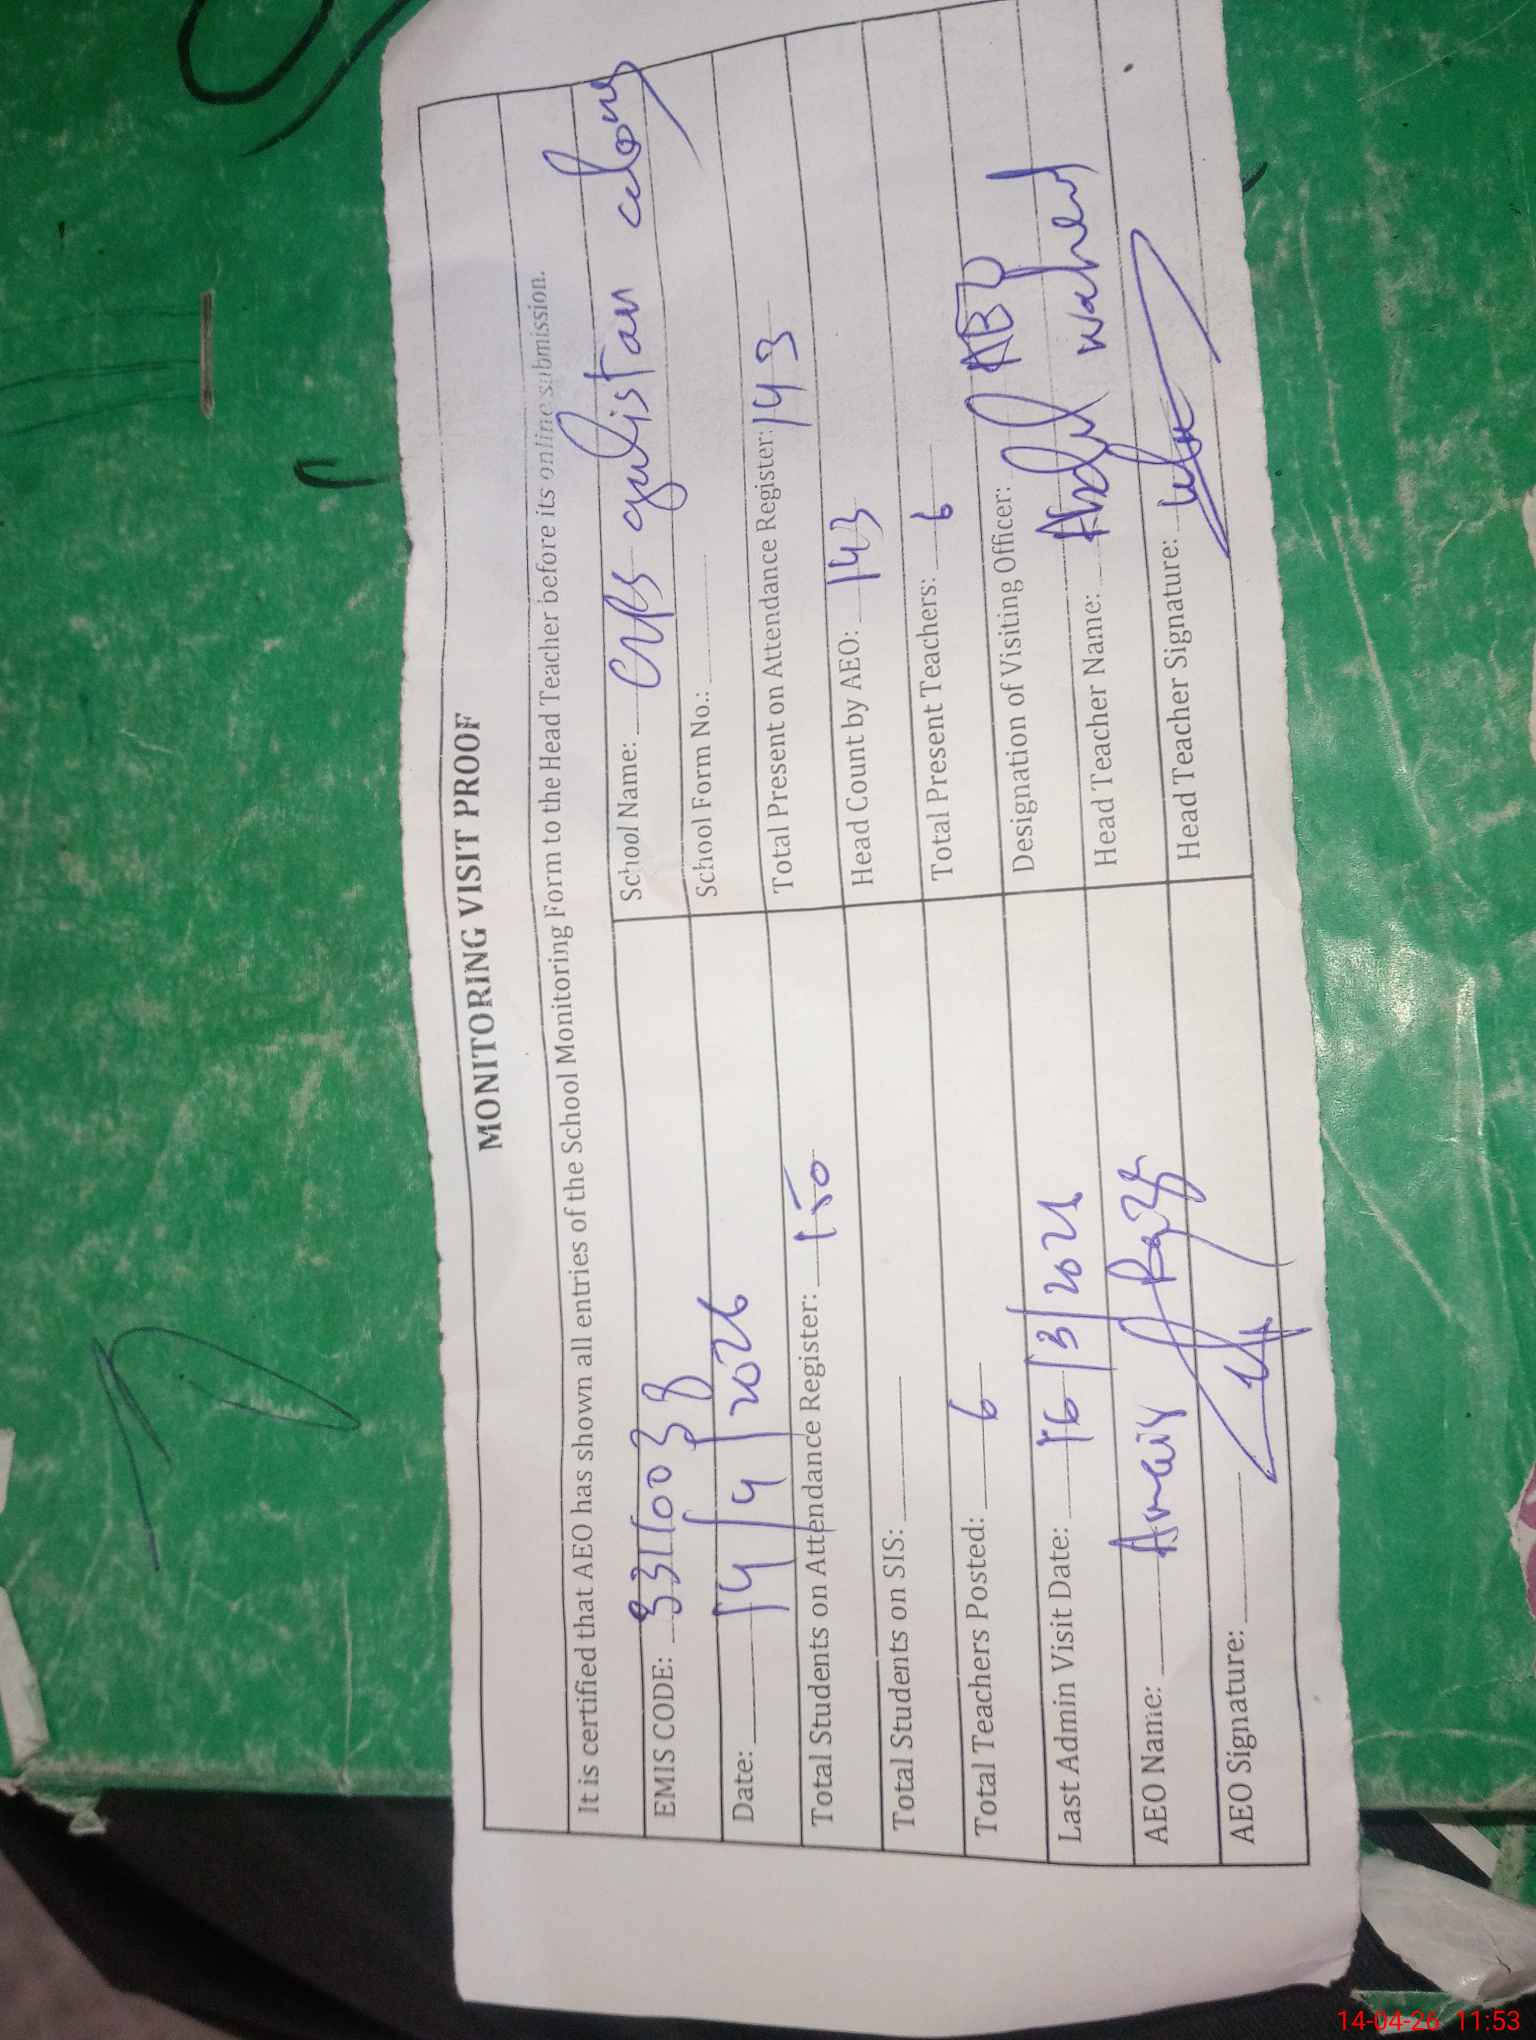 MONITORING VISIT PROOF
It is certified that AEO has shown all entries of the School Monitoring Form to the Head Teacher before its online submission.
EMIS CODE: 33110038
School Name: gulistan colony
Date: 14/4/2026
School Form No.:
Total Students on Attendance Register: 150
Total Present on Attendance Register: 143
Total Students on SIS:
Head Count by AEO: 143
Total Teachers Posted: 6
Total Present Teachers: 6
Last Admin Visit Date: 16/3/202
Designation of Visiting Officer:
AEO Name:
Head Teacher Name: Abdul waheed
AEO Signature:
Head Teacher Signature:
14-04-26 11:53